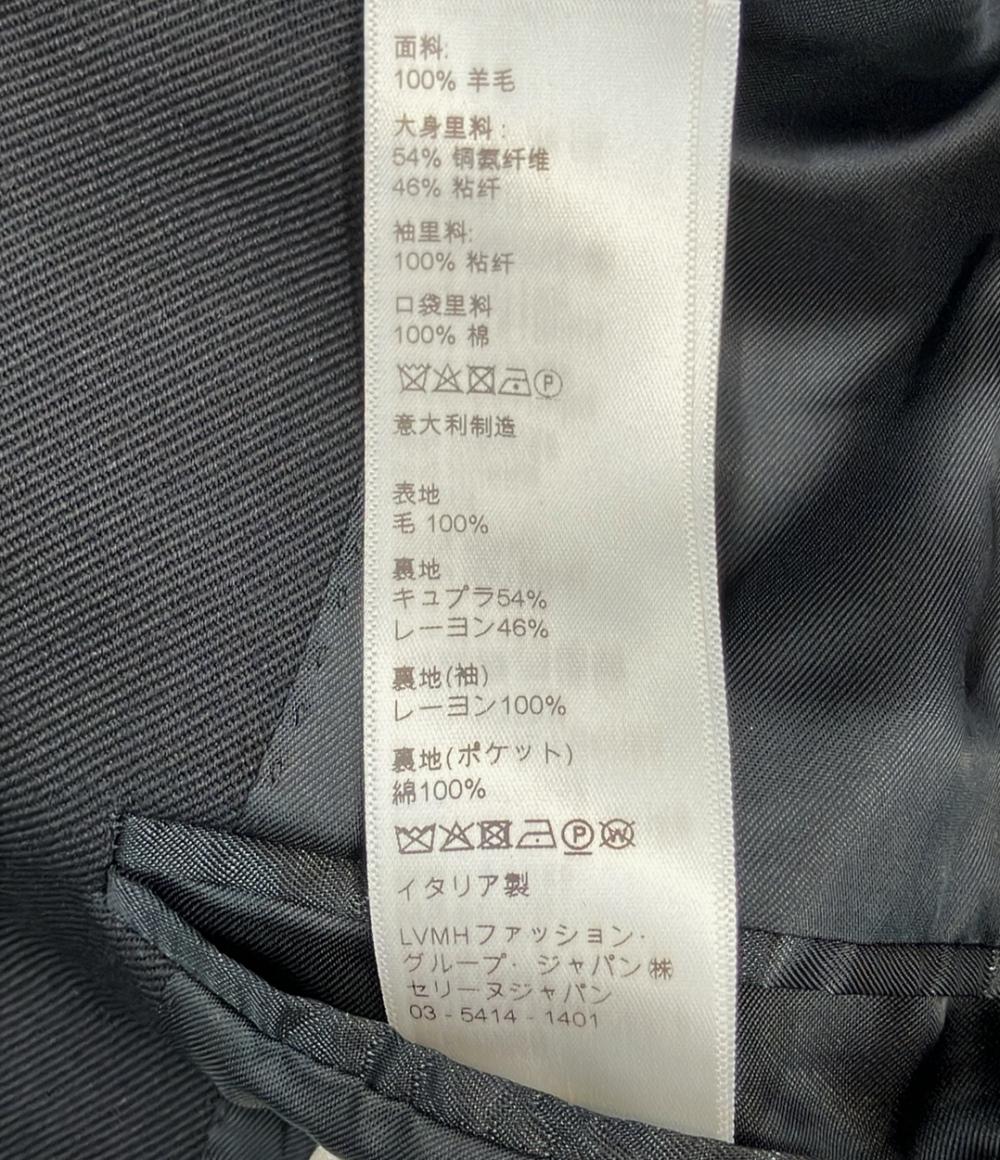 面料:
100% 羊毛
大身里料:
54% 铜氨纤维
46% 粘纤
袖里料:
100% 粘纤
口袋里料
100% 棉
P
意大利制造
表地
毛 100%
裏地
キュプラ54%
レーヨン46%
裏地(袖)
レーヨン100%
裏地(ポケット)
綿100%
P W
イタリア製
LVMHファッション・
グループ・ジャパン㈱
セリーヌジャパン
03-5414-1401